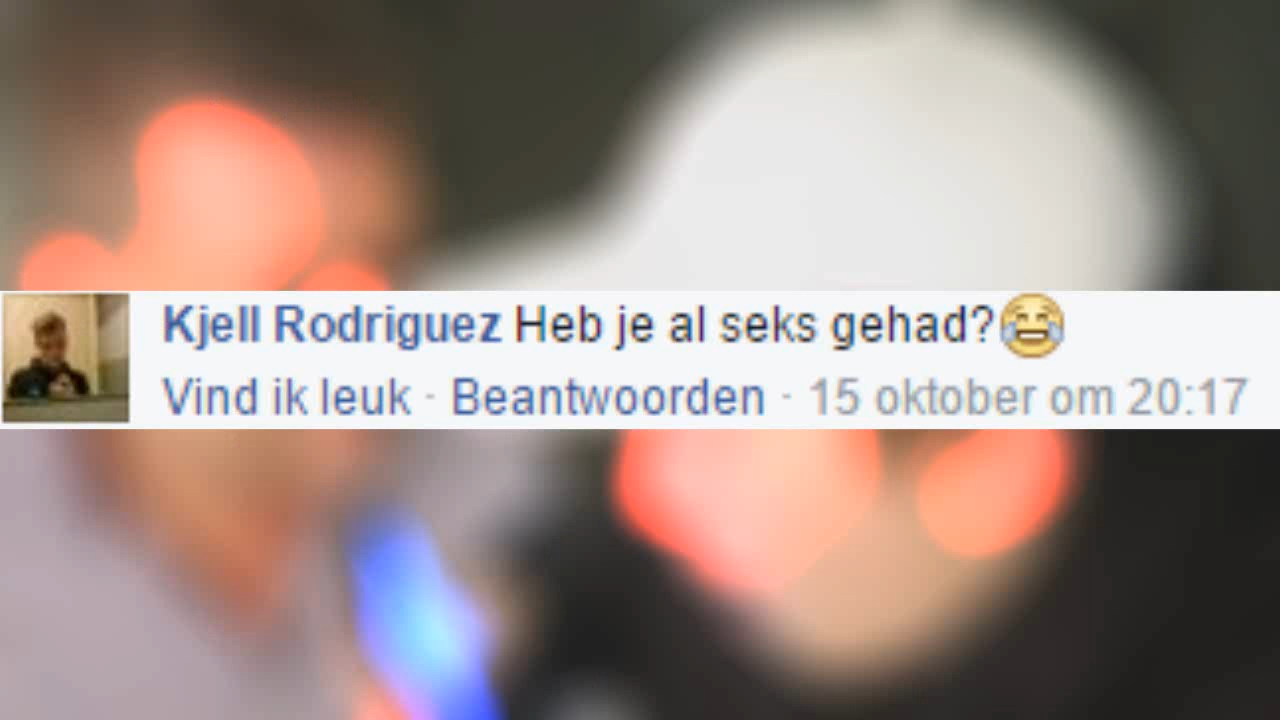 Kjell Rodriguez Heb je al seks gehad?😂
Vind ik leuk · Beantwoorden · 15 oktober om 20:17